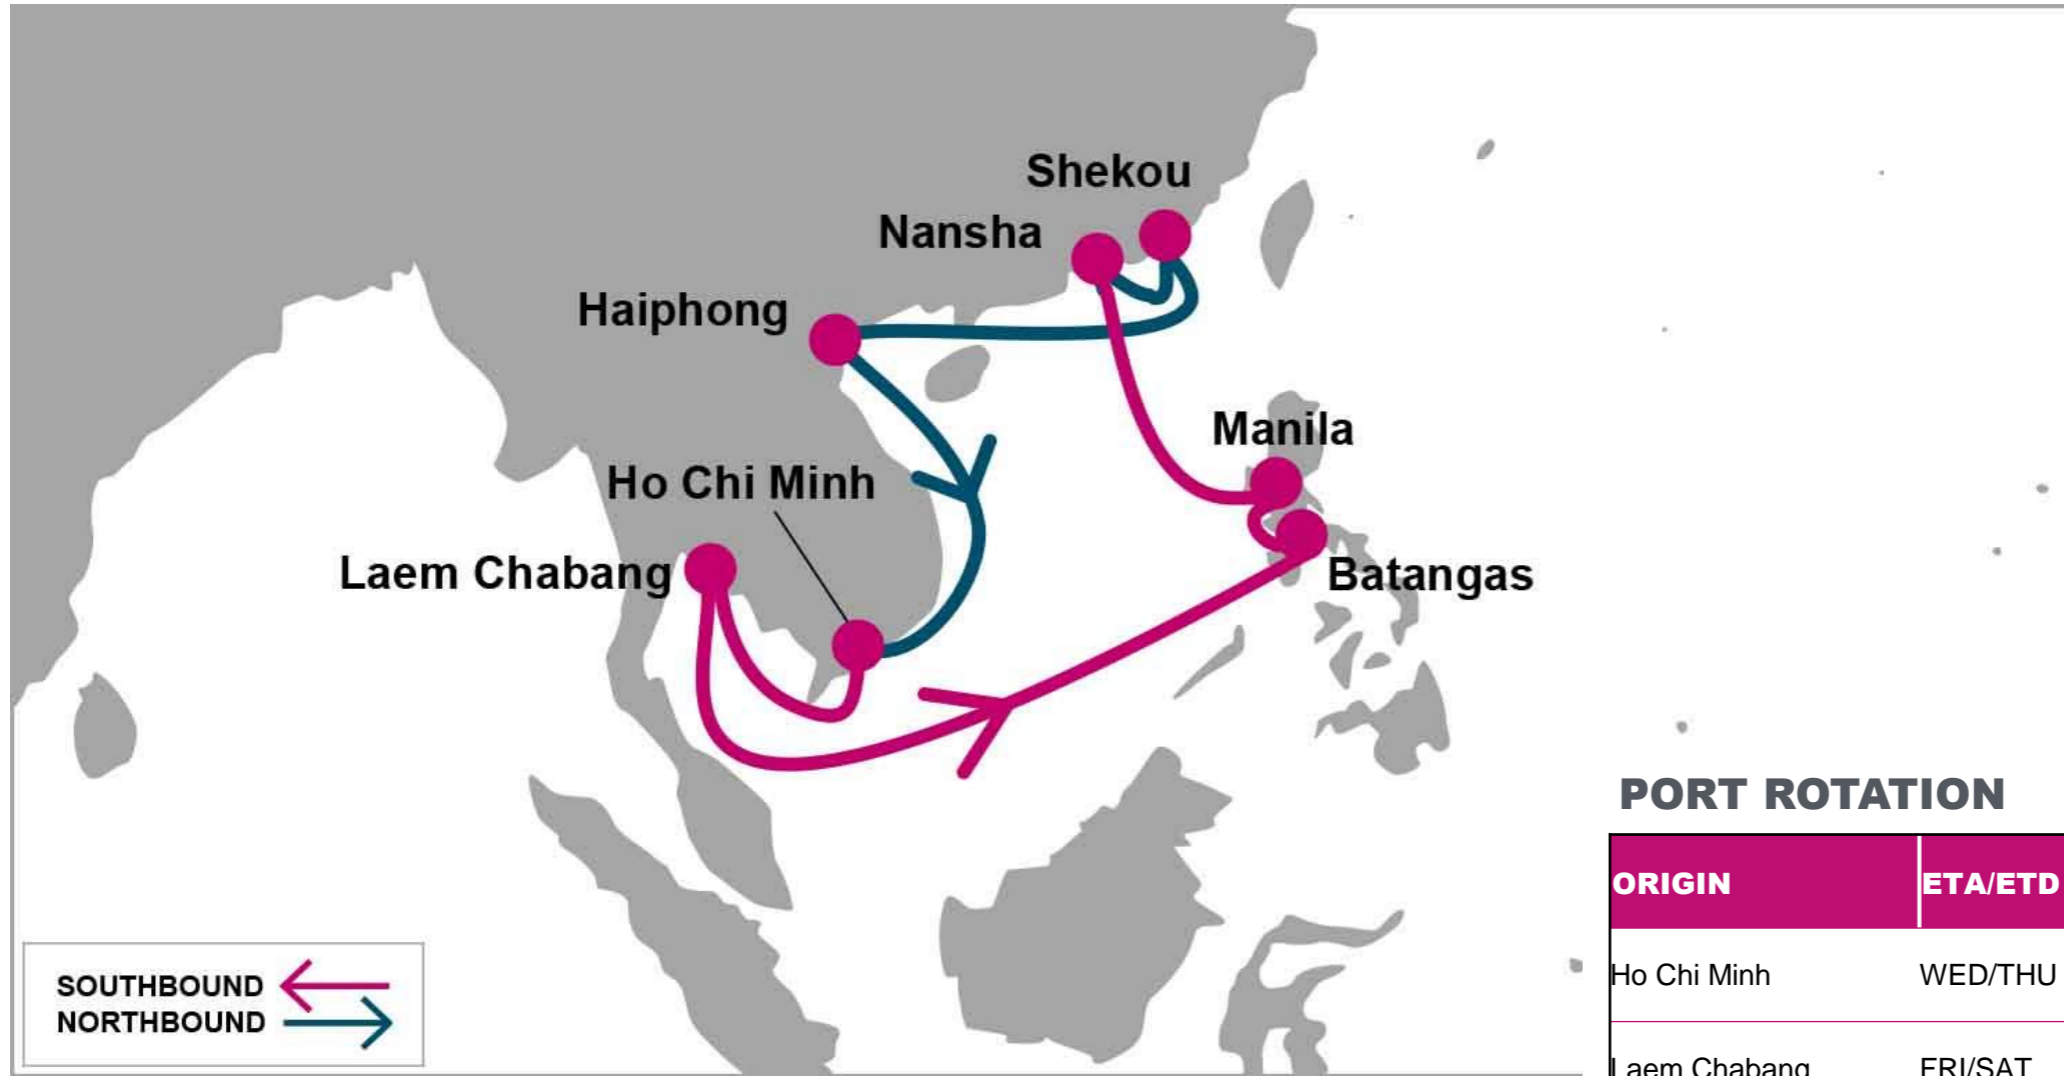 Shekou
Nansha
Haiphong
Manila
Ho Chi Minh
Laem Chabang
Batangas
PORT ROTATION
ORIGIN ETA/ETD
Ho Chi Minh WED/THU
Laem Chabang FRI/SAT
SOUTHBOUND
NORTHBOUND